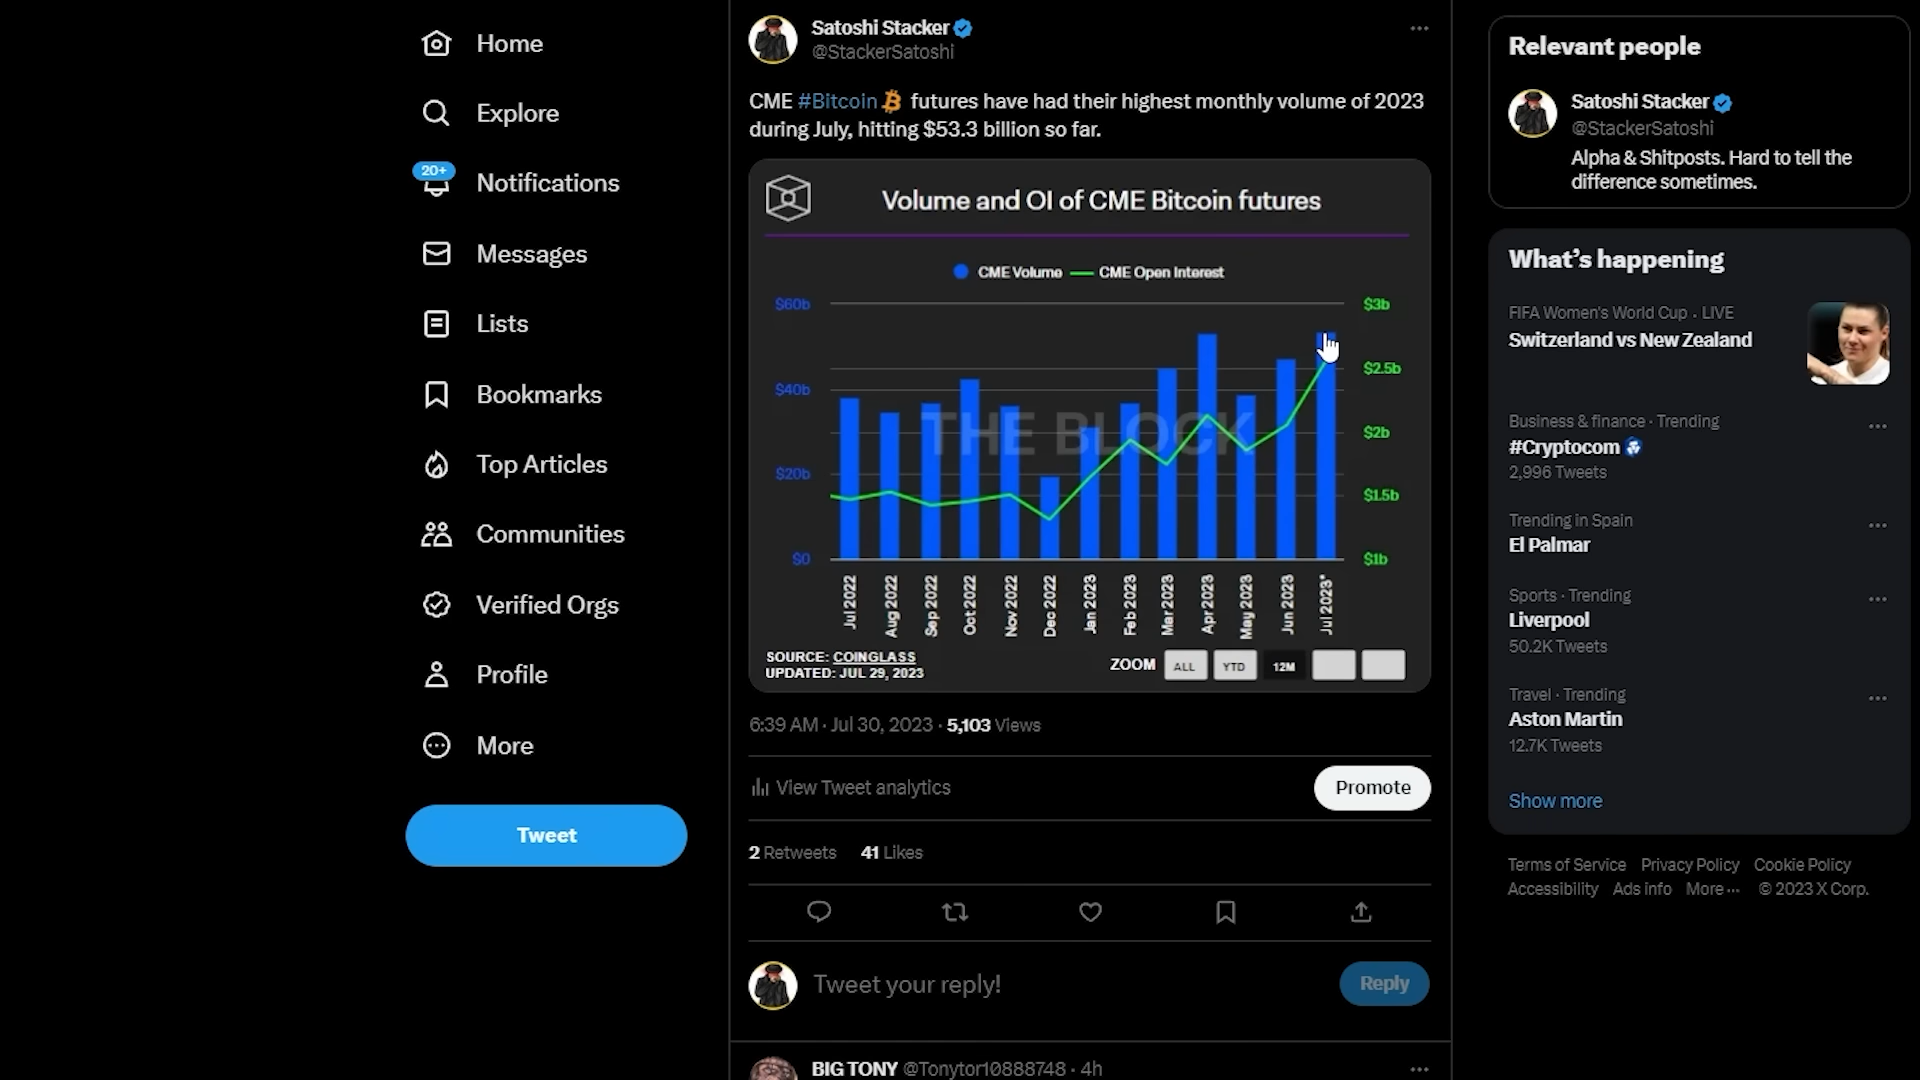 Home
Explore
20+
Notifications
Messages
Lists
Bookmarks
Top Articles
Communities
Verified Orgs
Profile
More
Tweet
Satoshi Stacker
@StackerSatoshi
CME #Bitcoin futures have had their highest monthly volume of 2023
during July, hitting $53.3 billion so far.
Volume and OI of CME Bitcoin futures
CME Volume CME Open Interest
$60b
$40b
$20b
$0
$3b
$2.5b
$2b
$1.5b
$1b
THE BLOCK
Jul 2022
Aug 2022
Sep 2022
Oct 2022
Nov 2022
Dec 2022
Jan 2023
Feb 2023
Mar 2023
Apr 2023
May 2023
Jun 2023
Jul 2023*
SOURCE: COINGLASS
UPDATED: JUL 29, 2023
ZOOM ALL YTD 12M
6:39 AM · Jul 30, 2023 · 5,103 Views
View Tweet analytics
Promote
2 Retweets 41 Likes
Tweet your reply!
Reply
BIG TONY @Tonytor10888748 · 4h
Relevant people
Satoshi Stacker
@StackerSatoshi
Alpha & Shitposts. Hard to tell the
difference sometimes.
What's happening
FIFA Women's World Cup · LIVE
Switzerland vs New Zealand
Business & finance · Trending
#Cryptocom
2,996 Tweets
Trending in Spain
El Palmar
Sports · Trending
Liverpool
50.2K Tweets
Travel · Trending
Aston Martin
12.7K Tweets
Show more
Terms of Service Privacy Policy Cookie Policy
Accessibility Ads info More ··· © 2023 X Corp.